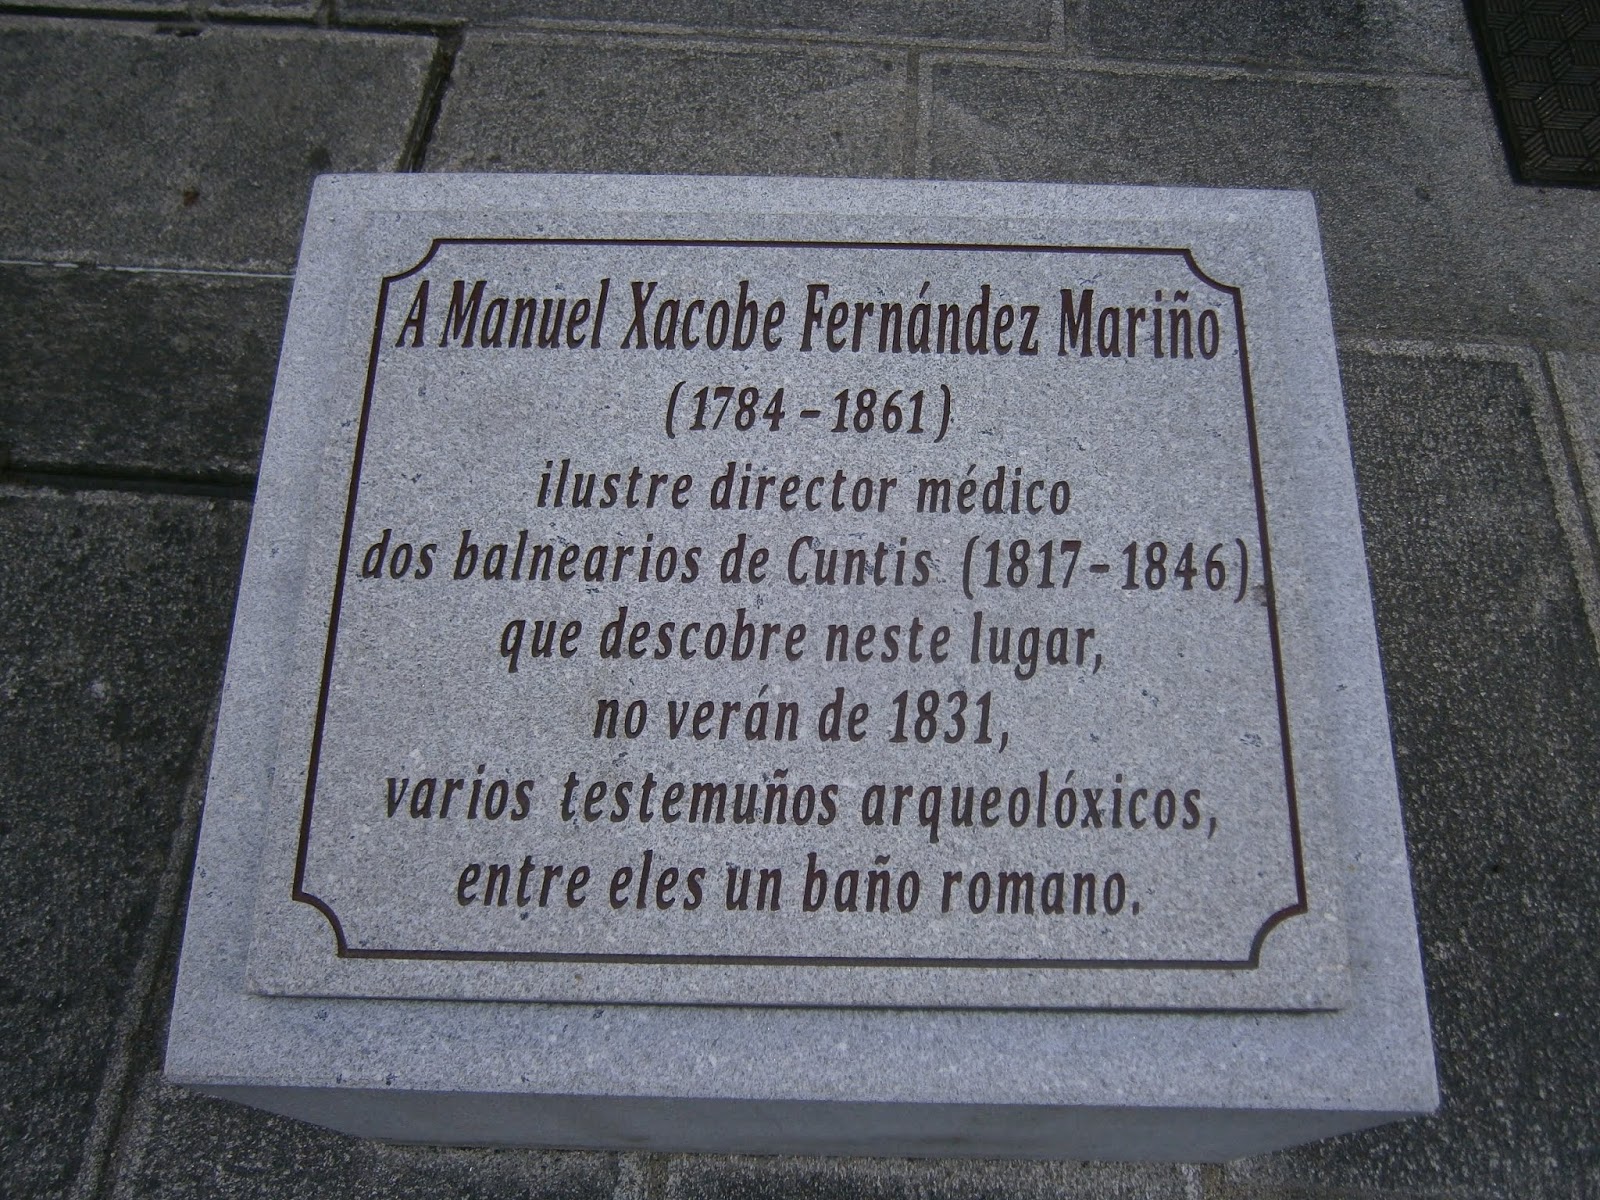 A Manuel Xacobe Fernández Mariño
(1784-1861)
ilustre director médico
dos balnearios de Cuntis (1817-1846)
que descobre neste lugar,
no verán de 1831,
varios testemuños arqueolóxicos,
entre eles un baño romano.